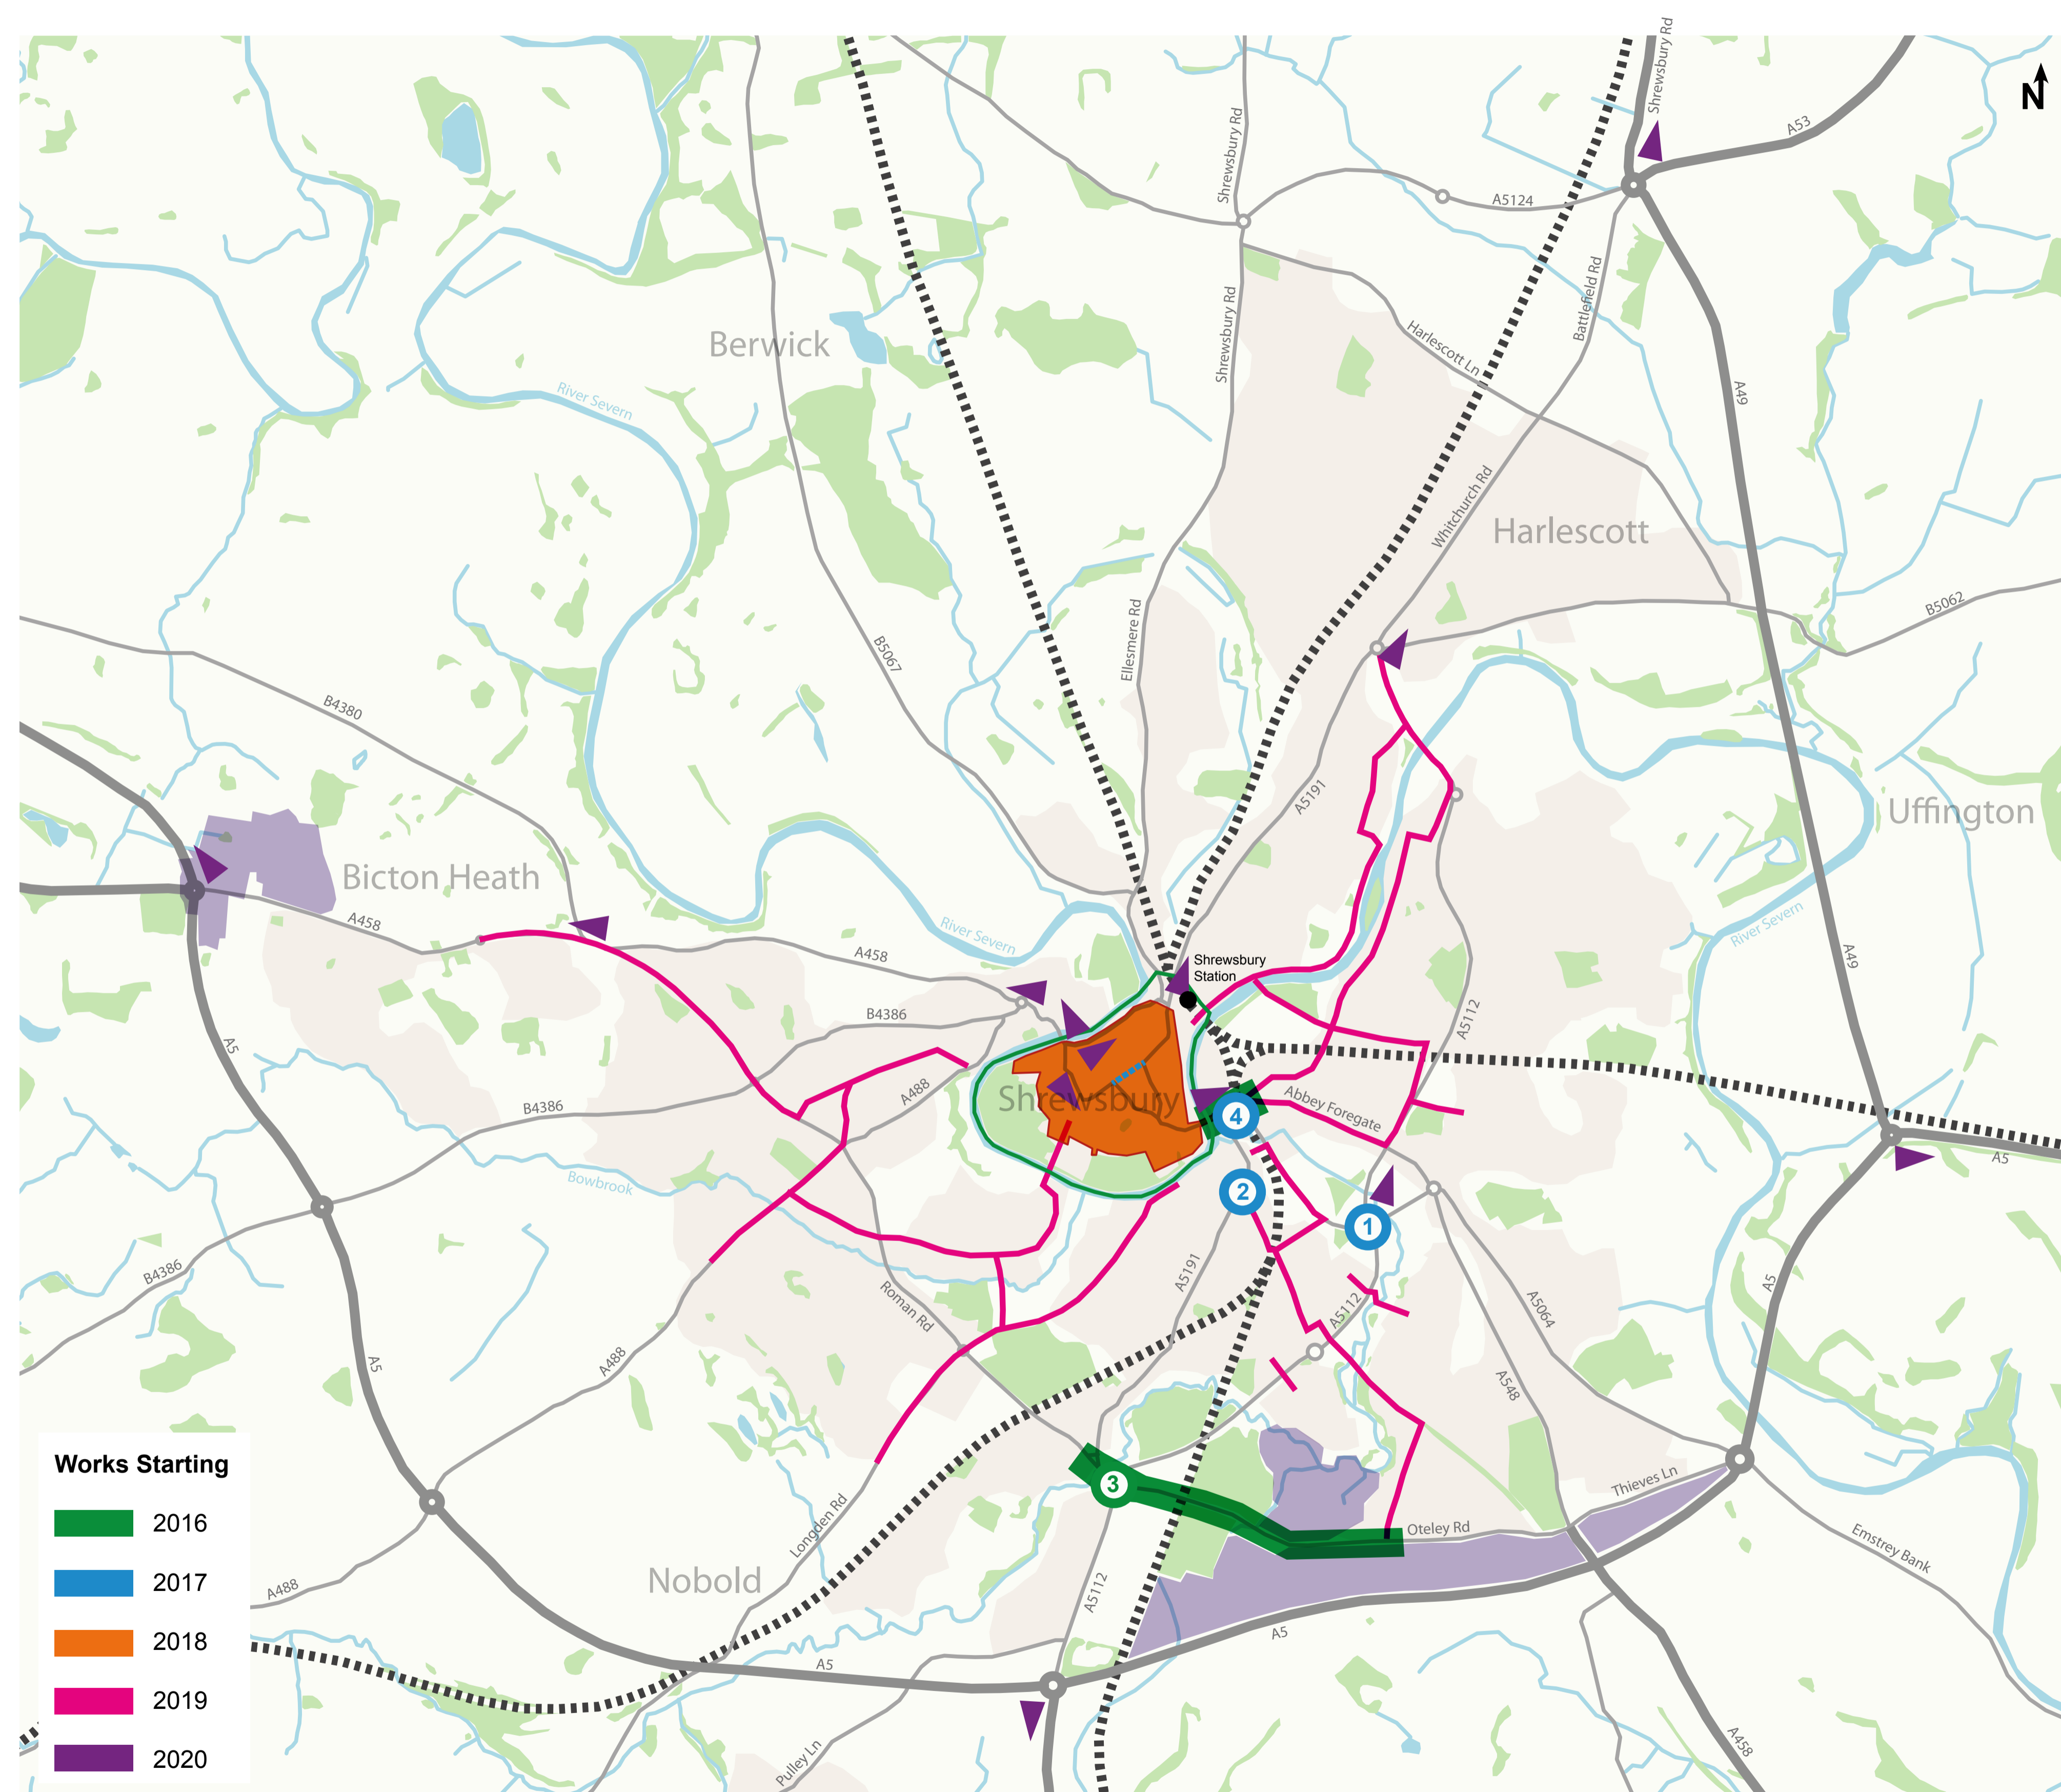 Shrewsbury Rd
N
A53
Shrewsbury Rd
A5124
Battlefield Rd
Shrewsbury Rd
Harlescott Ln
Berwick
A49
River Severn
Whitchurch Rd
Harlescott
B5062
Ellesmere Rd
B5067
B4380
A5191
Uffington
Bicton Heath
A458
River Severn
River Severn
A458
A49
Shrewsbury
Station
B4386
A5112
A5
A488
Shrewsbury
Abbey Foregate
4
B4386
A5
Bowbrook
2
1
B4386
A5191
A5
Roman Rd
A5112
A5064
A5
A488
A548
Works Starting
3
Thieves Ln
2016
Longden Rd
Oteley Rd
Emstrey Bank
2017
Nobold
A488
A5112
2018
A5
A5
2019
2020
Pulley Ln
A458